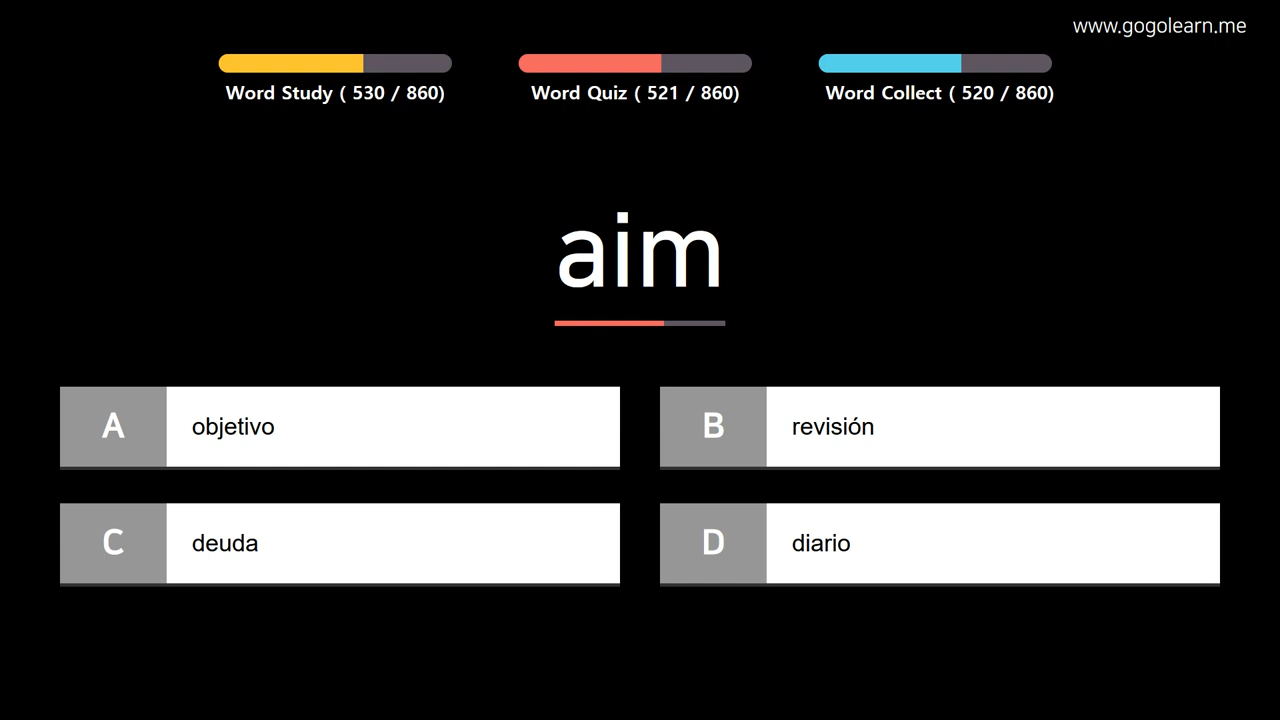 www.gogolearn.me
Word Study ( 530 / 860)
Word Quiz ( 521 / 860)
Word Collect ( 520 / 860)
aim
A objetivo
B revisión
C deuda
D diario